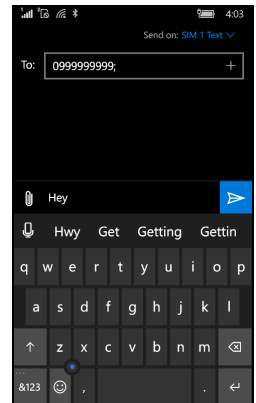 4:03
Send on: SIM 1 Text
To: 0999999999;
Hey
Hwy Get Getting Gettin
q w e r t y u i o p
a s d f g h j k l
z x c v b n m
&123 , .